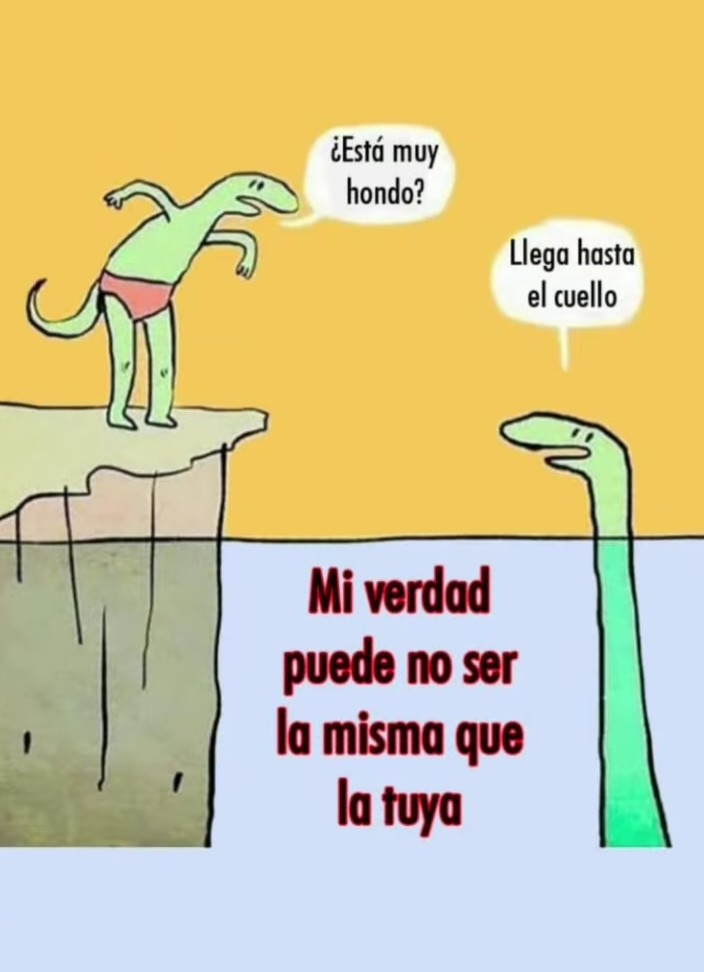 ¿Está muy
hondo?
Llega hasta
el cuello
Mi verdad
puede no ser
la misma que
la tuya